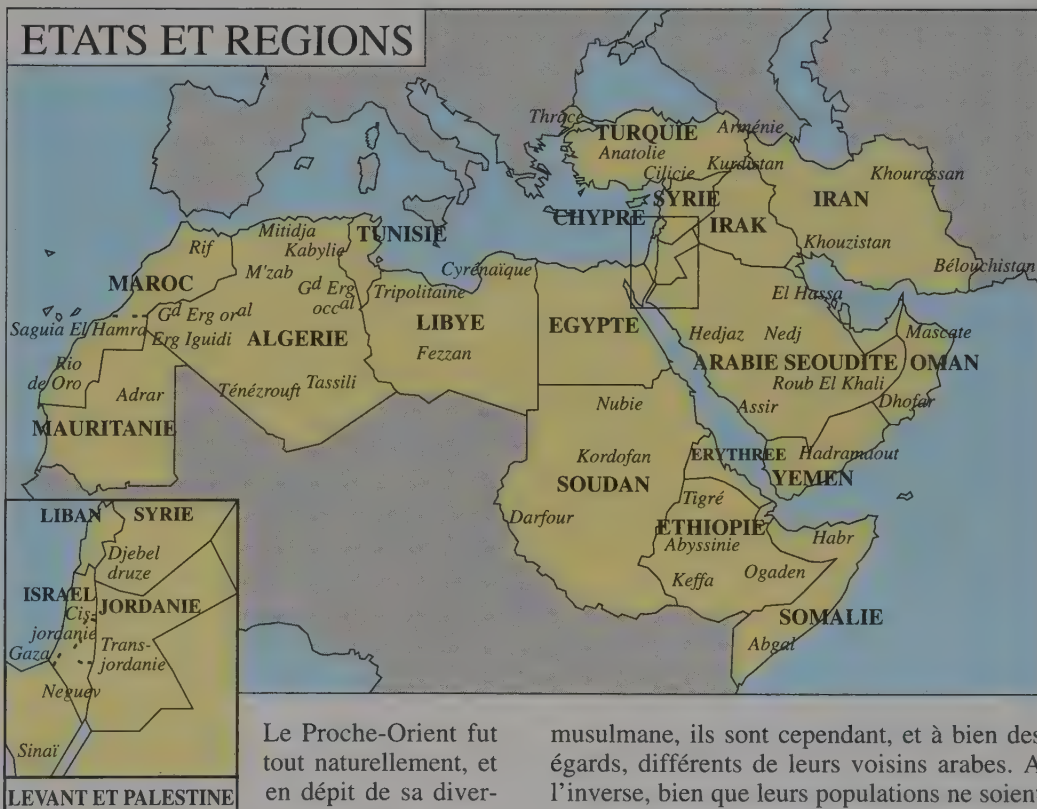 ETATS ET REGIONS
Thrace
TURQUIE
Arménie
Anatolie
Cilicie
Kurdistan
SYRIE
CHYPRE
IRAK
IRAN
Khourassan
Khouzistan
Bélouchistan
Mitidja
Kabylie
TUNISIE
Rif
M'zab
MAROC
Gd Erg
occal
Tripolitaine
Cyrénaïque
Saguia El Hamra
Gd Erg oral
Erg Iguidi
ALGERIE
LIBYE
Fezzan
EGYPTE
El Hassa
Hedjaz
Nedj
Mascate
ARABIE SEOUDITE
OMAN
Roub El Khali
Dhofar
Assir
Rio
de Oro
Adrar
Ténézrouft
Tassili
MAURITANIE
Nubie
Kordofan
SOUDAN
Darfour
ERYTHREE
Hadramaout
YEMEN
Tigré
ETHIOPIE
Abyssinie
Habr
Keffa
Ogaden
SOMALIE
Abgal
LIBAN
SYRIE
Djebel
druze
ISRAEL
JORDANIE
Cis-
jordanie
Gaza
Trans-
jordanie
Neguev
Sinaï
LEVANT ET PALESTINE
Le Proche-Orient fut
tout naturellement, et
en dépit de sa diver-
musulmane, ils sont cependant, et à bien des
égards, différents de leurs voisins arabes. A
l'inverse, bien que leurs populations ne soient